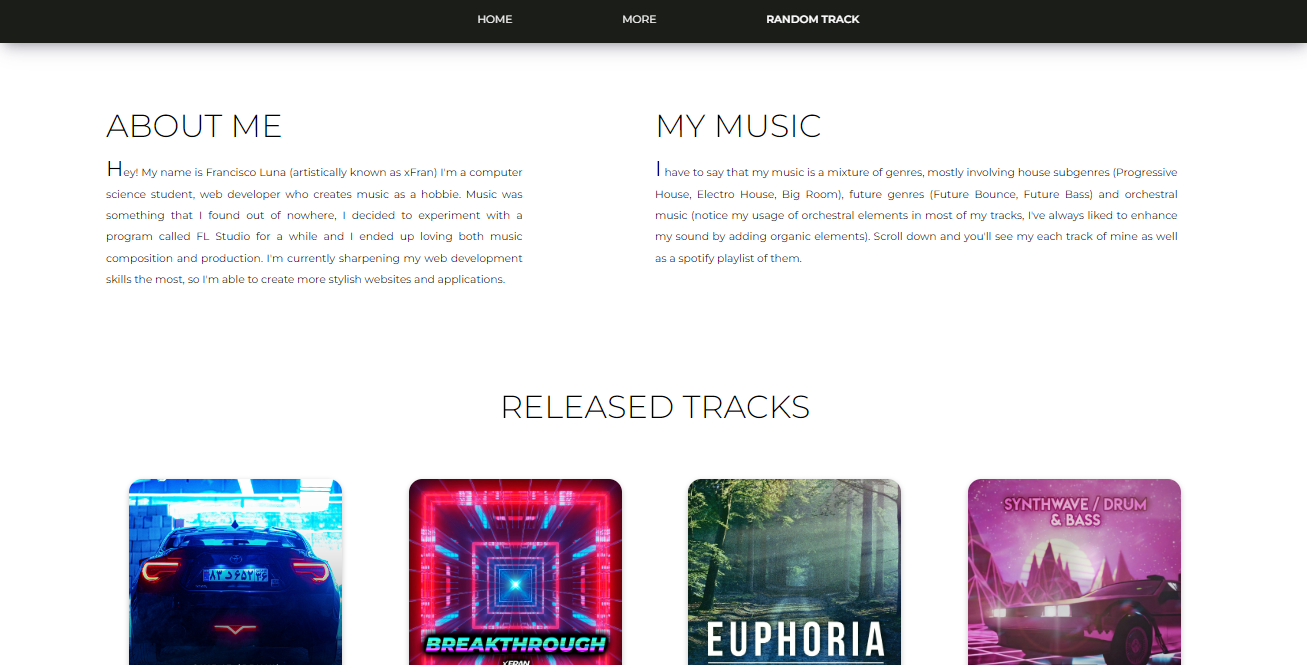 HOME MORE RANDOM TRACK
ABOUT ME
Hey! My name is Francisco Luna (artistically known as xFran) I'm a computer
science student, web developer who creates music as a hobbie. Music was
something that I found out of nowhere, I decided to experiment with a
program called FL Studio for a while and I ended up loving both music
composition and production. I'm currently sharpening my web development
skills the most, so I'm able to create more stylish websites and applications.
MY MUSIC
I have to say that my music is a mixture of genres, mostly involving house subgenres (Progressive
House, Electro House, Big Room), future genres (Future Bounce, Future Bass) and orchestral
music (notice my usage of orchestral elements in most of my tracks, I've always liked to enhance
my sound by adding organic elements). Scroll down and you'll see my each track of mine as well
as a spotify playlist of them.
RELEASED TRACKS
BREAKTHROUGH
XFRAN
EUPHORIA
SYNTHWAVE / DRUM
& BASS